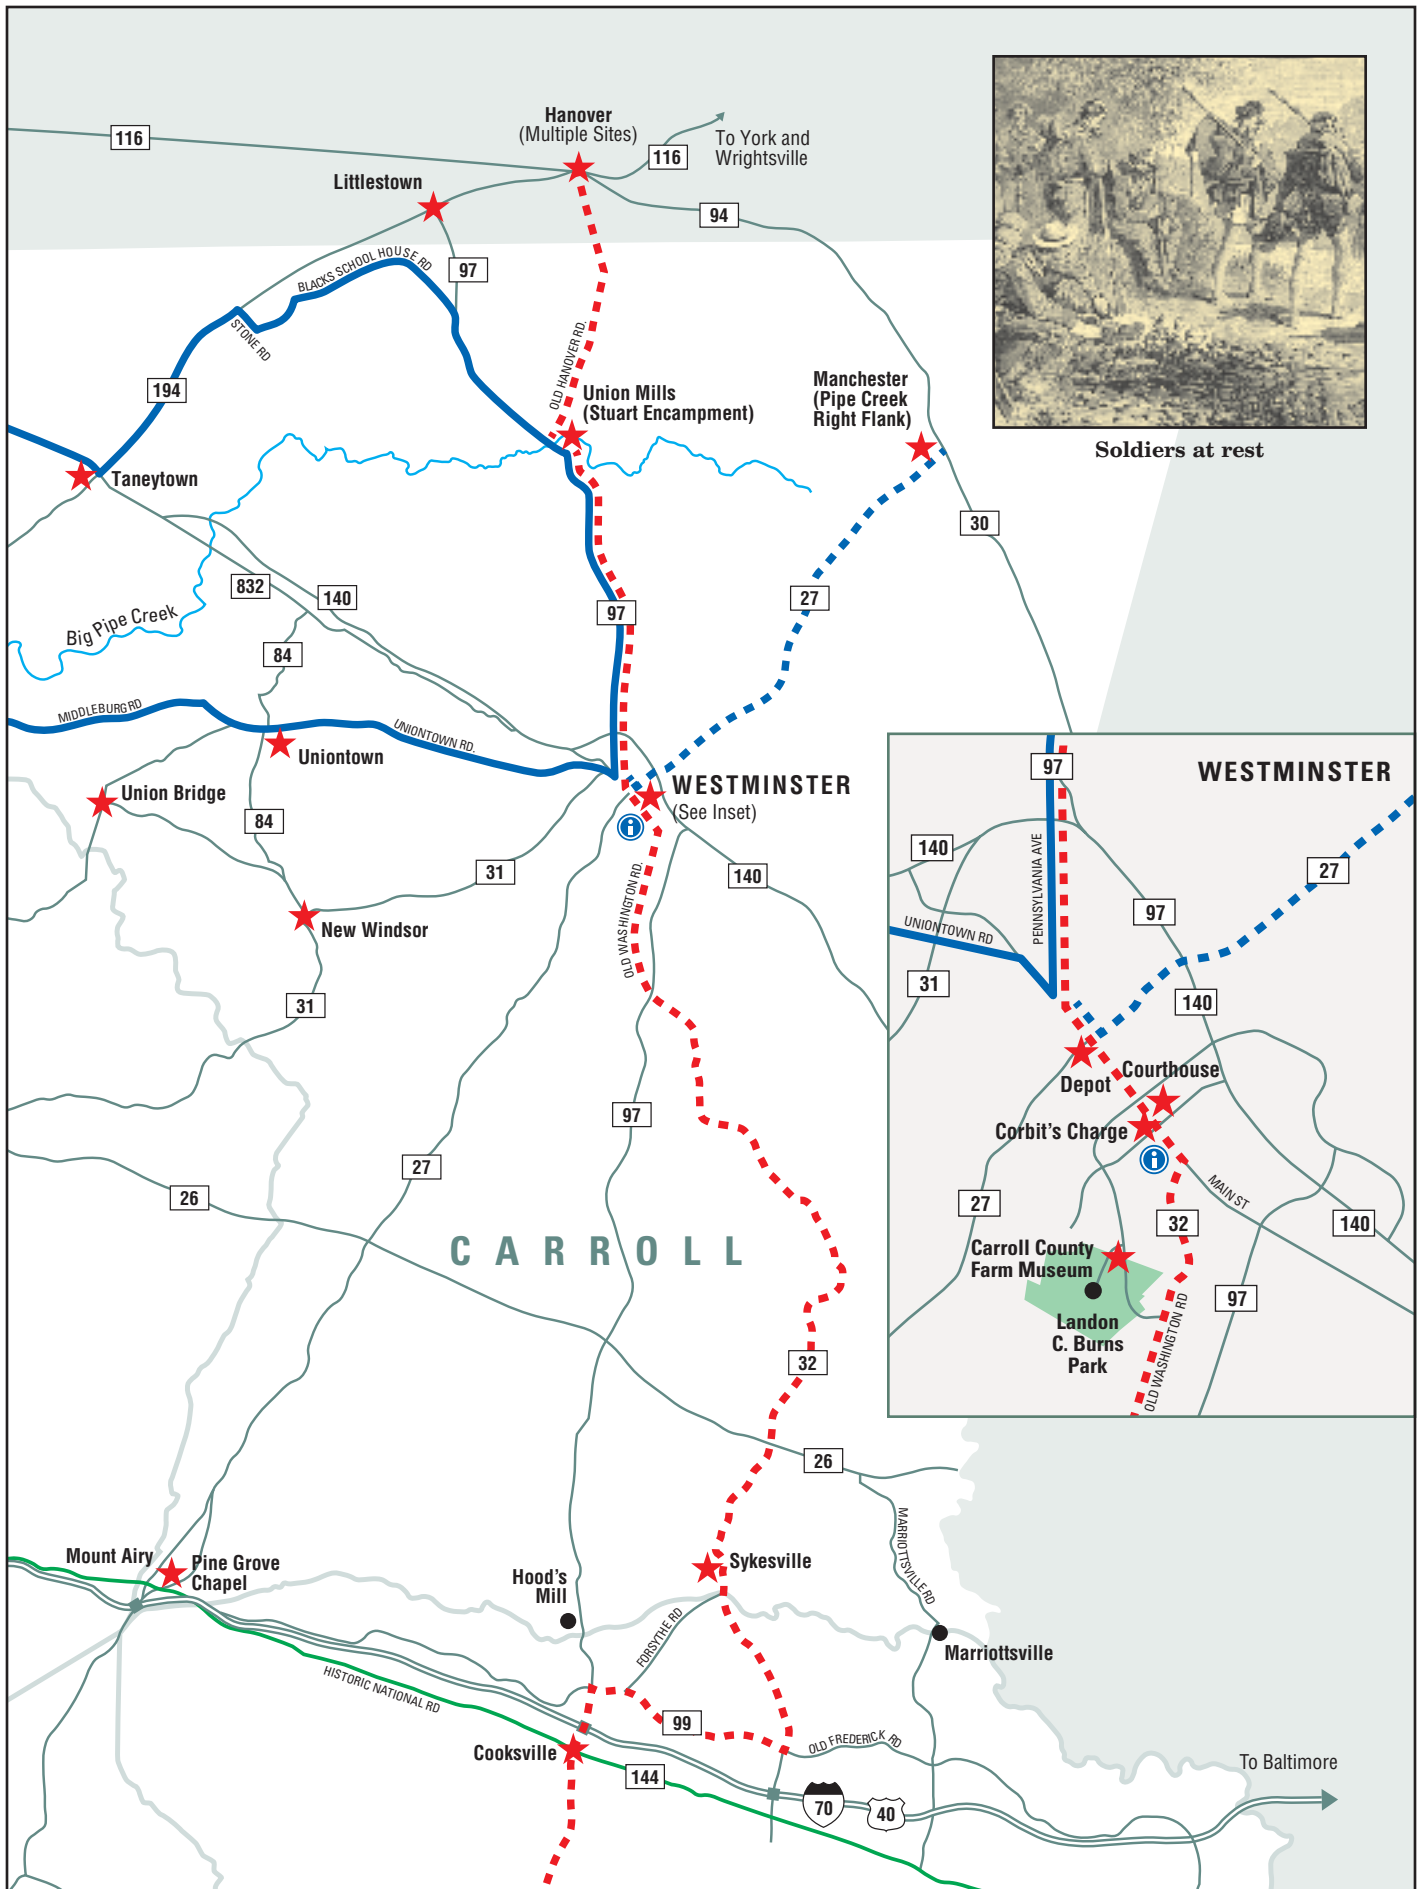 Hanover
(Multiple Sites)
116
116
To York and
Wrightsville
Littlestown
94
97
BLACKS SCHOOL HOUSE RD
STONE RD
OLD HANOVER RD.
194
Union Mills
(Stuart Encampment)
Manchester
(Pipe Creek
Right Flank)
Soldiers at rest
Taneytown
30
832
140
27
97
Big Pipe Creek
84
MIDDLEBURG RD
UNIONTOWN RD.
Uniontown
Union Bridge
WESTMINSTER
(See Inset)
84
31
140
OLD WASHINGTON RD.
New Windsor
31
97
27
26
CARROLL
32
26
MARRIOTTSVILLE RD
Mount Airy
Pine Grove
Chapel
Hood's
Mill
Sykesville
FORSYTHE RD
Marriottsville
HISTORIC NATIONAL RD
99
OLD FREDERICK RD
Cooksville
144
70
40
To Baltimore
WESTMINSTER
97
140
PENNSYLVANIA AVE
27
97
UNIONTOWN RD
31
140
Depot
Courthouse
Corbit's Charge
MAIN ST
27
32
140
Carroll County
Farm Museum
97
Landon
C. Burns
Park
OLD WASHINGTON RD